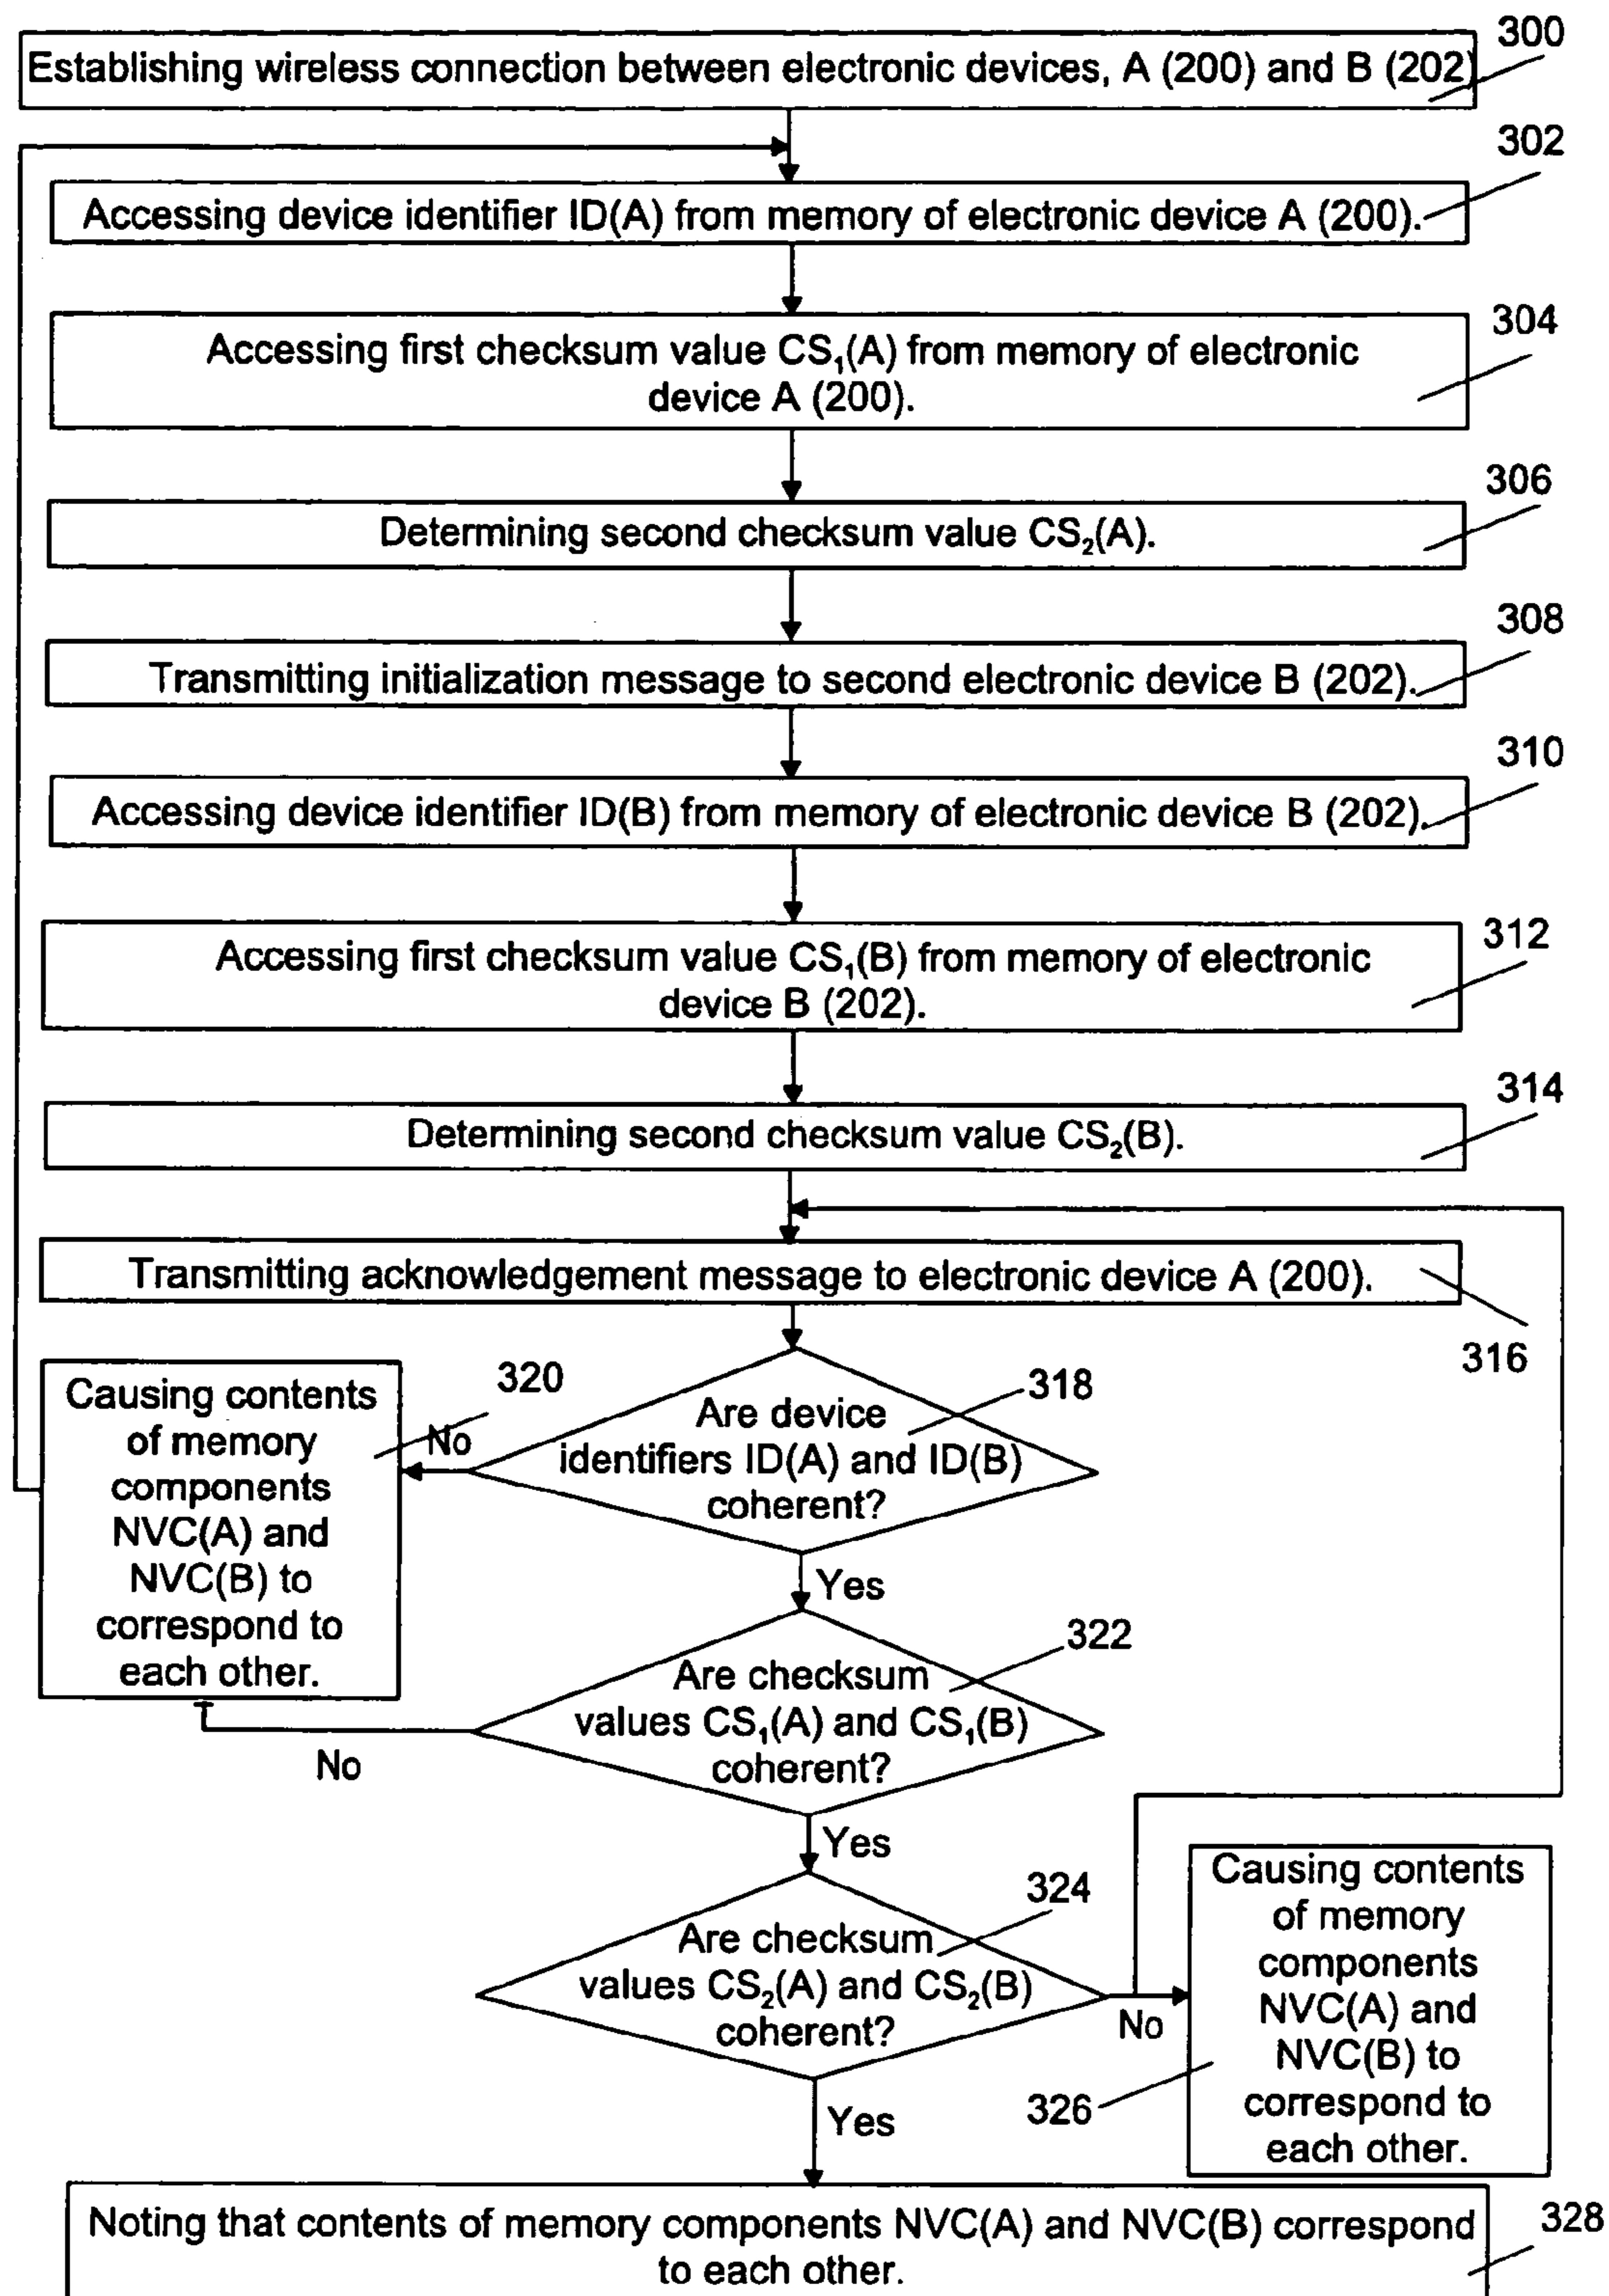 300
Establishing wireless connection between electronic devices, A (200) and B (202)
302
Accessing device identifier ID(A) from memory of electronic device A (200).
304
Accessing first checksum value CS₁(A) from memory of electronic
device A (200).
306
Determining second checksum value CS₂(A).
308
Transmitting initialization message to second electronic device B (202).
310
Accessing device identifier ID(B) from memory of electronic device B (202).
312
Accessing first checksum value CS₁(B) from memory of electronic
device B (202).
314
Determining second checksum value CS₂(B).
Transmitting acknowledgement message to electronic device A (200).
316
318
Are device
identifiers ID(A) and ID(B)
coherent?
No
320
Causing contents
of memory
components
NVC(A) and
NVC(B) to
correspond to
each other.
Yes
322
Are checksum
values CS₁(A) and CS₁(B)
coherent?
No
Yes
324
Are checksum
values CS₂(A) and CS₂(B)
coherent?
No
Causing contents
of memory
components
NVC(A) and
NVC(B) to
correspond to
each other.
326
Yes
Noting that contents of memory components NVC(A) and NVC(B) correspond
to each other.
328